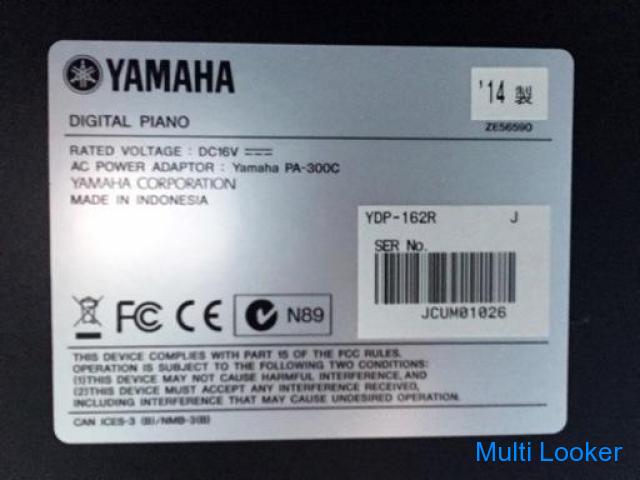 YAMAHA
'14 製
DIGITAL PIANO
ZE56590
RATED VOLTAGE : DC16V
AC POWER ADAPTOR : Yamaha PA-300C
YAMAHA CORPORATION
MADE IN INDONESIA
YDP-162R J
SER No.
JCUM01026
FC CE N89
THIS DEVICE COMPLIES WITH PART 15 OF THE FCC RULES.
OPERATION IS SUBJECT TO THE FOLLOWING TWO CONDITIONS:
(1)THIS DEVICE MAY NOT CAUSE HARMFUL INTERFERENCE, AND
(2)THIS DEVICE MUST ACCEPT ANY INTERFERENCE RECEIVED,
INCLUDING INTERFERENCE THAT MAY CAUSE UNDESIRED OPERATION.
CAN ICES-3 (B)/NMB-3(B)
Multi Looker